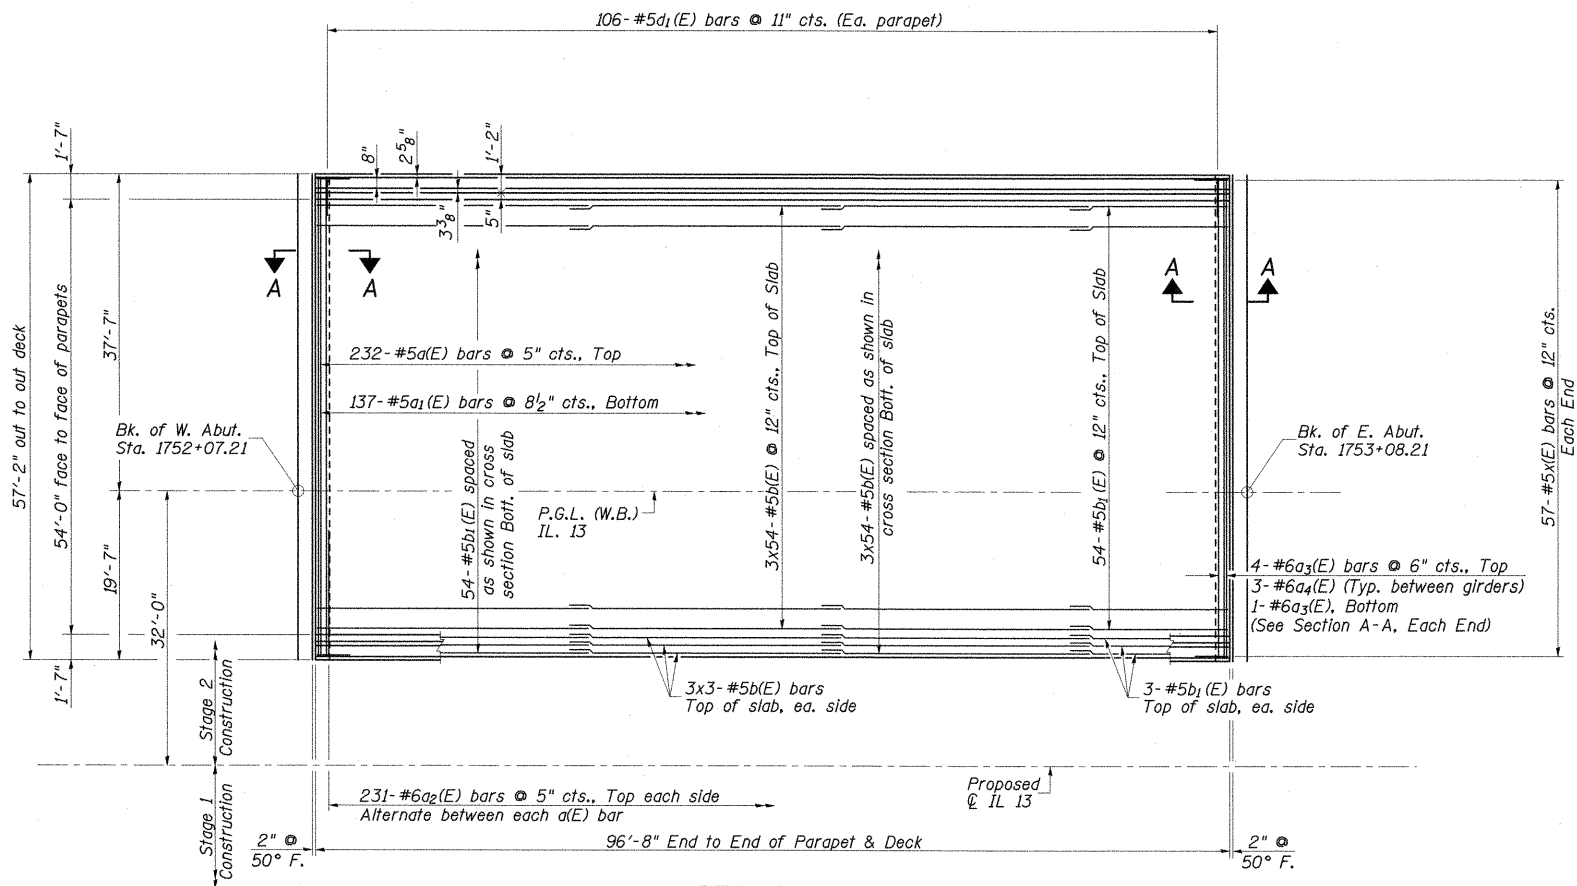 106-#5d1(E) bars @ 11" cts. (Ea. parapet)
1'-7"
8"
2 5/8"
1'-2"
3 3/8"
5"
A
A
A
A
57'-2" out to out deck
54'-0" face to face of parapets
37'-7"
19'-7"
32'-0"
1'-7"
232-#5a(E) bars @ 5" cts., Top
137-#5a1(E) bars @ 8 1/2" cts., Bottom
54-#5b1(E) spaced
as shown in cross
section Bott. of slab
3x54-#5b(E) @ 12" cts., Top of Slab
3x54-#5b(E) spaced as shown in
cross section Bott. of slab
54-#5b1(E) @ 12" cts., Top of Slab
57-#5x(E) bars @ 12" cts.
Each End
Bk. of W. Abut.
Sta. 1752+07.21
Bk. of E. Abut.
Sta. 1753+08.21
P.G.L. (W.B.)
IL. 13
4-#6a3(E) bars @ 6" cts., Top
3-#6a4(E) (Typ. between girders)
1-#6a3(E), Bottom
(See Section A-A, Each End)
3x3-#5b(E) bars
Top of slab, ea. side
3-#5b1(E) bars
Top of slab, ea. side
Stage 2
Construction
Stage 1
Construction
Proposed
℄ IL 13
231-#6a2(E) bars @ 5" cts., Top each side
Alternate between each a(E) bar
2" @
50° F.
96'-8" End to End of Parapet & Deck
2" @
50° F.